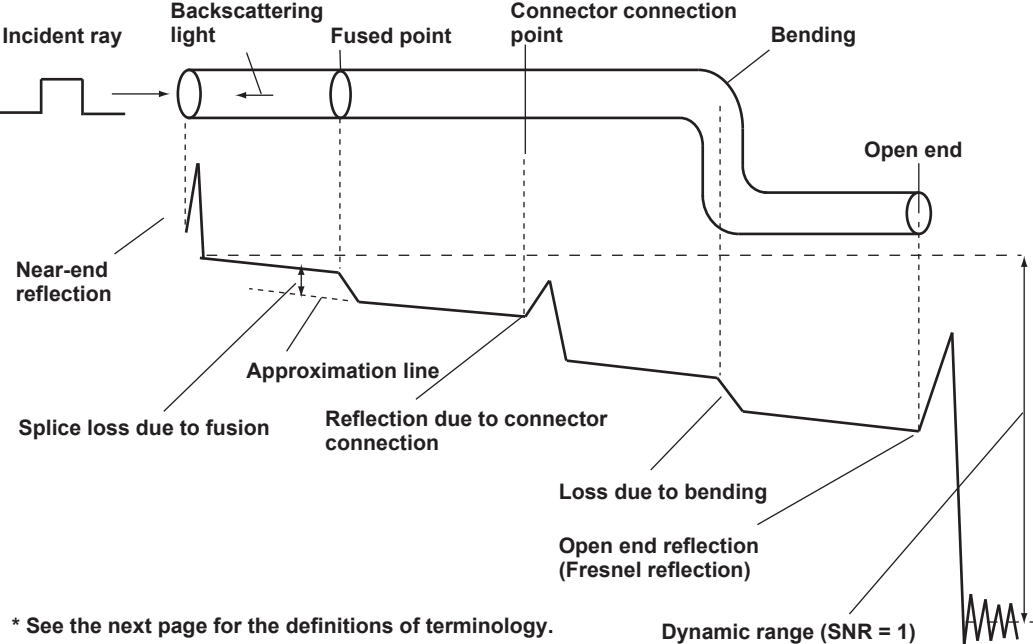 Incident ray
Backscattering
light
Fused point
Connector connection
point
Bending
Open end
Near-end
reflection
Approximation line
Splice loss due to fusion
Reflection due to connector
connection
Loss due to bending
Open end reflection
(Fresnel reflection)
* See the next page for the definitions of terminology.
Dynamic range (SNR = 1)